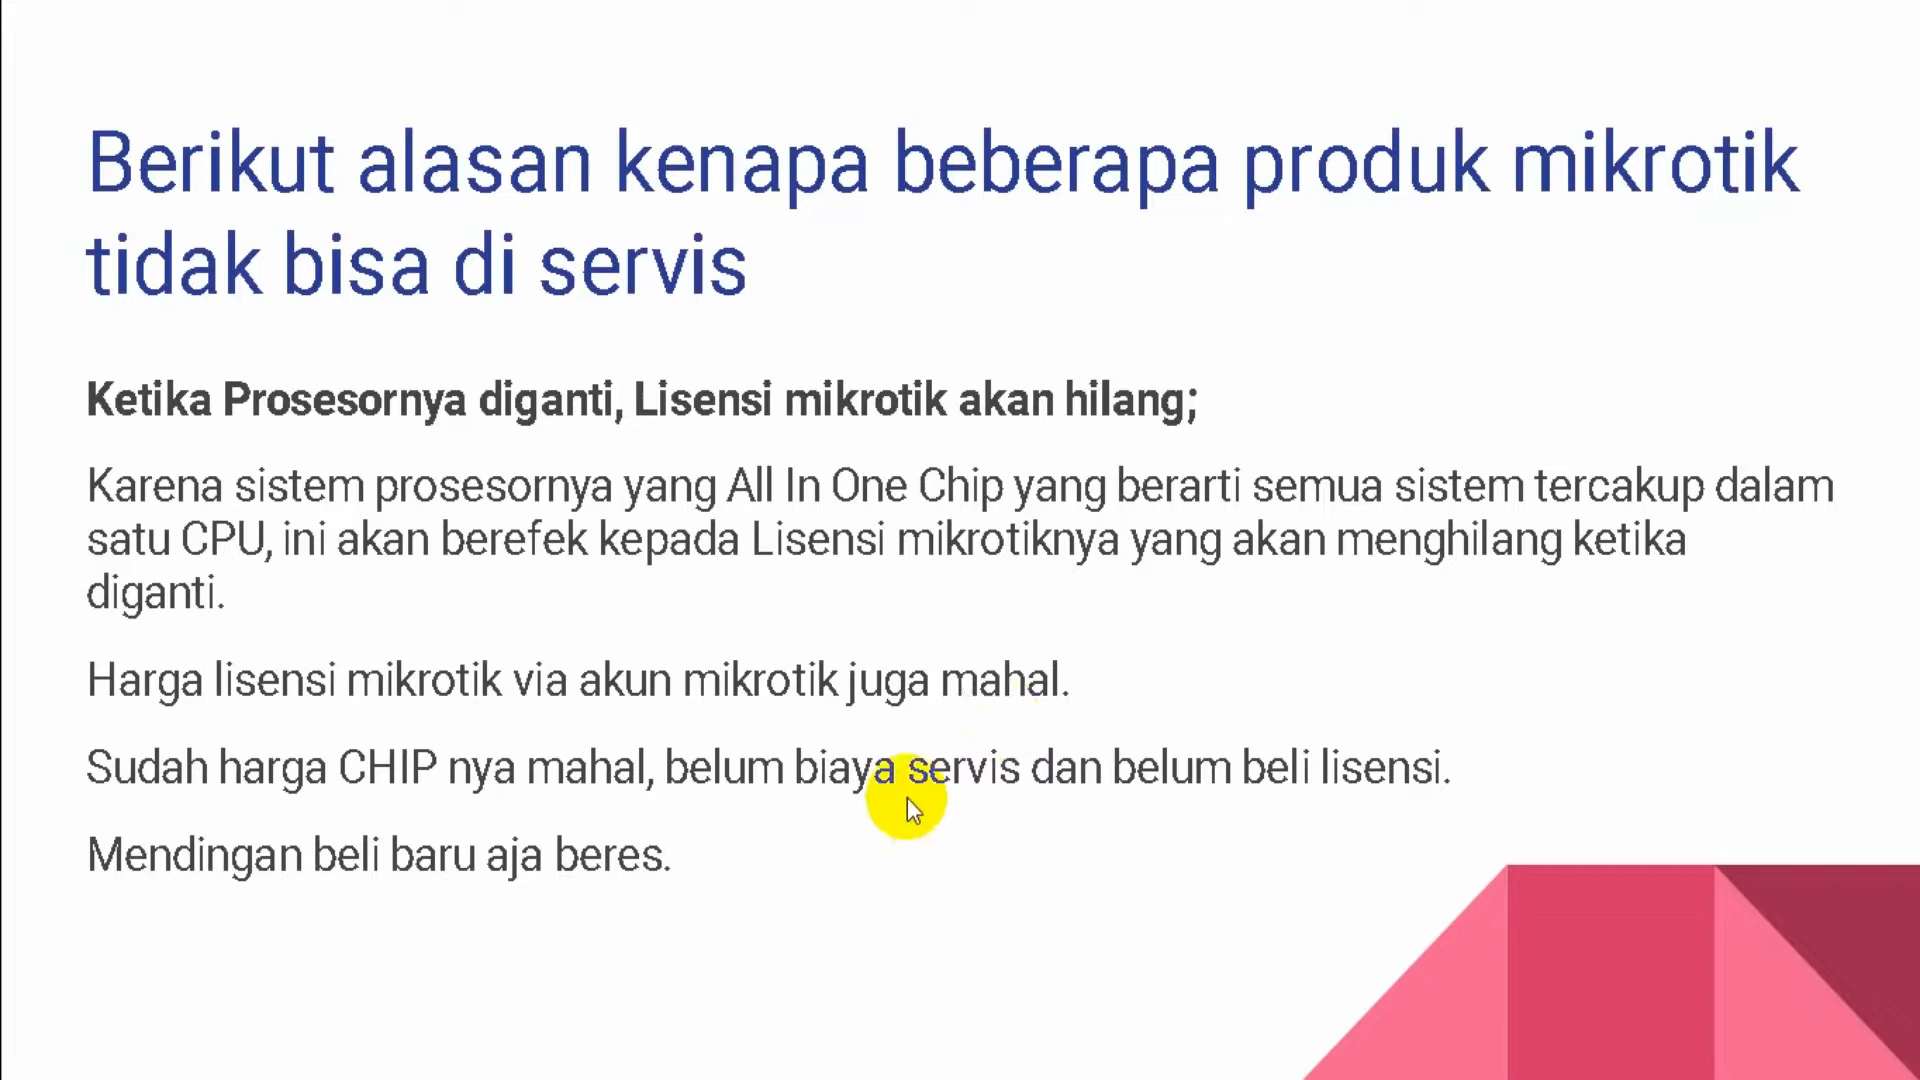 Berikut alasan kenapa beberapa produk mikrotik
tidak bisa di servis
Ketika Prosesornya diganti, Lisensi mikrotik akan hilang;
Karena sistem prosesornya yang All In One Chip yang berarti semua sistem tercakup dalam
satu CPU, ini akan berefek kepada Lisensi mikrotiknya yang akan menghilang ketika
diganti.
Harga lisensi mikrotik via akun mikrotik juga mahal.
Sudah harga CHIP nya mahal, belum biaya servis dan belum beli lisensi.
Mendingan beli baru aja beres.